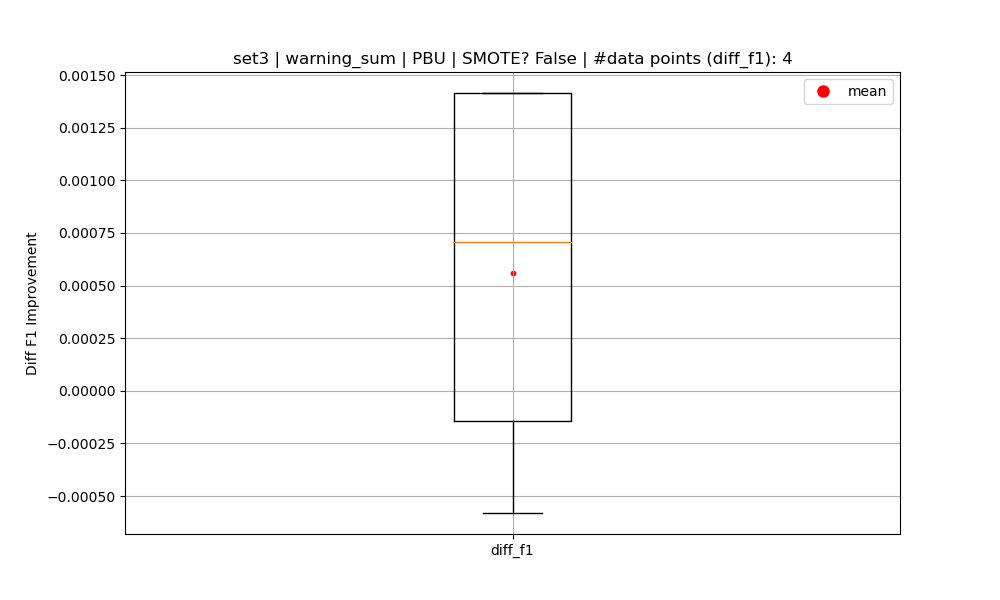 set3 | warning_sum | PBU | SMOTE? False | #data points (diff_f1): 4
mean
Diff F1 Improvement
0.00150
0.00125
0.00100
0.00075
0.00050
0.00025
0.00000
−0.00025
−0.00050
diff_f1